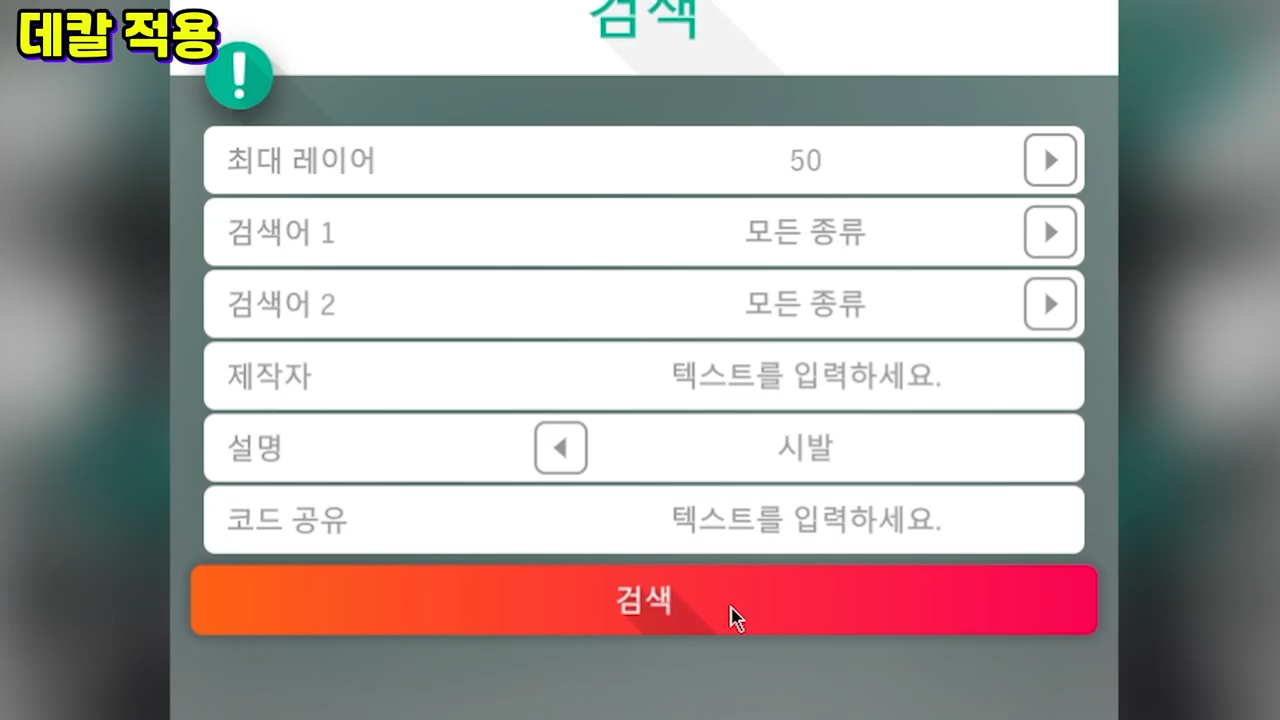 데칼 적용
검색
최대 레이어 50
검색어 1 모든 종류
검색어 2 모든 종류
제작자 텍스트를 입력하세요.
설명 시발
코드 공유 텍스트를 입력하세요.
검색